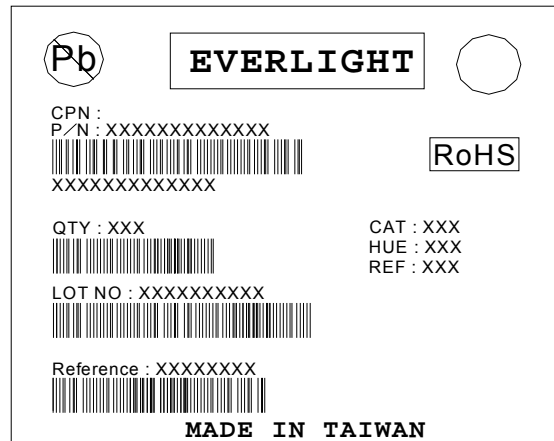 Pb
EVERLIGHT
CPN :
P/N : XXXXXXXXXXXXX
RoHS
XXXXXXXXXXXXX
QTY : XXX
CAT : XXX
HUE : XXX
REF : XXX
LOT NO : XXXXXXXXXX
Reference : XXXXXXXX
MADE IN TAIWAN